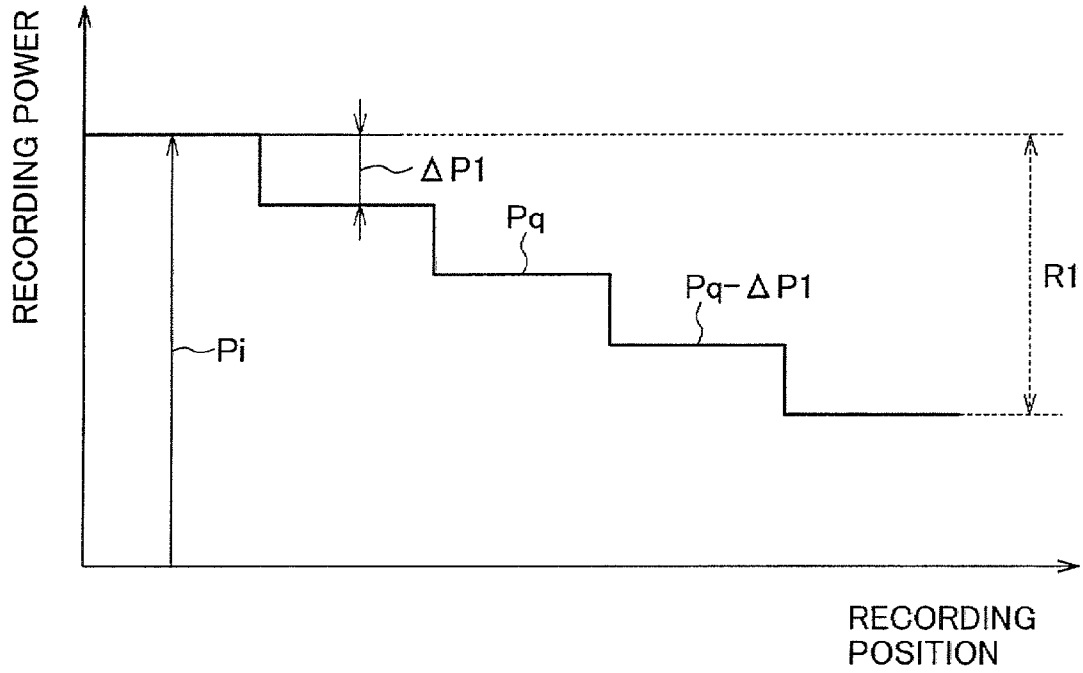 RECORDING POWER
ΔP1
Pq
Pq-ΔP1
R1
Pi
RECORDING
POSITION